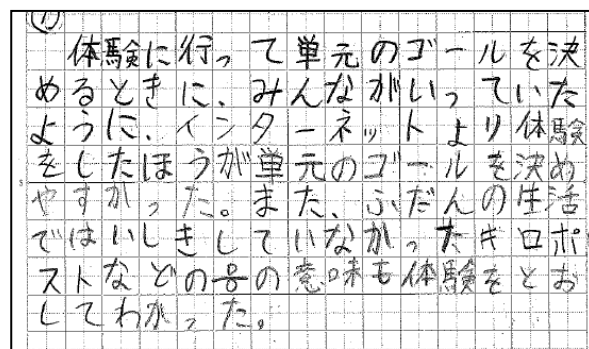 体験に行って単元のゴールを決
めるときに、みんながいっていた
ように、インターネットより体験
をしたほうが単元のゴールを決め
やすかった。また、ふだんの生活
ではいしきしていなかったキロポ
ストなどの号の意味も体験をとお
してわかった。